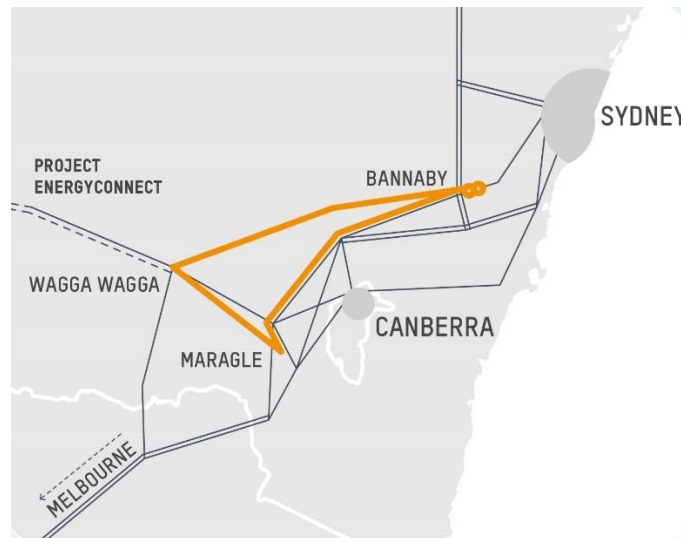 SYDNEY
PROJECT
ENERGYCONNECT
BANNABY
WAGGA WAGGA
CANBERRA
MARAGLE
MELBOURNE